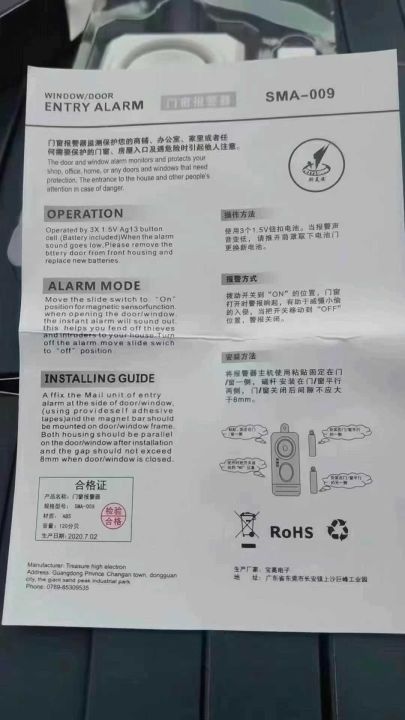 WINDOW/DOOR
ENTRY ALARM
门窗报警器
SMA-009
门窗报警器监测保护您的商铺、办公室、家里或者任
何需要保护的门窗、房屋入口及遇危险时引起他人注意。
The door and window alarm monitors and protects your
shop, office, home, or any doors and windows that need
protection. The entrance to the house and other people's
attention in case of danger.
OPERATION
Operated by 3X 1.5V Ag13 button
cell.(Battery included)When the alarm
sound goes low.Please remove the
bttery door from front housing and
replace new batteries
ALARM MODE
Move the slide switch to "On"
position for magnetic sensorfunction.
when opening the door/window.
the instant alarm will sound out.
this helps you fend off thieves
and intruders to your house.Turn
off the alarm move slide swich
to "off" position
INSTALLING GUIDE
Affix the Mail unit of entry
alarm at the side of door/window,
(using provideself adhesive
tapes)and the magnet bar should
be mounted on door/window frame.
Both housing should be parallel
on the door/window after installation
and the gap should not exceed
8mm when door/window is closed.
操作方法
使用3个1.5V钮扣电池。当报警声
音变低，请推开
取下电池门
更换新电池。
报警方式
拨动开关到“ON”的位置，门窗
打开时报警响起，有助于威慑小偷
的入侵，当把开关移动到“OFF”
位置，警报关闭。
安装方法
将报警器主机使用粘贴固定在门
/窗一侧，磁杆安装在门/窗平行
两侧，门/窗关闭后间隙不应大
于8mm。
合格证
产品名称：门窗报警器
规格型号：SMA-009
材质：ABS
容量：120分贝
生产日期：2020.7.02
检验
合格
RoHS
Manufacturer: Tresasure high electron
Address: Guangdong Prvince Changan town, dongguan
city, the giant sand peak industrial park
Phone: 0769-85309535
生产厂家：宝高电子
地 址：广东省东莞市长安镇上沙巨峰工业园